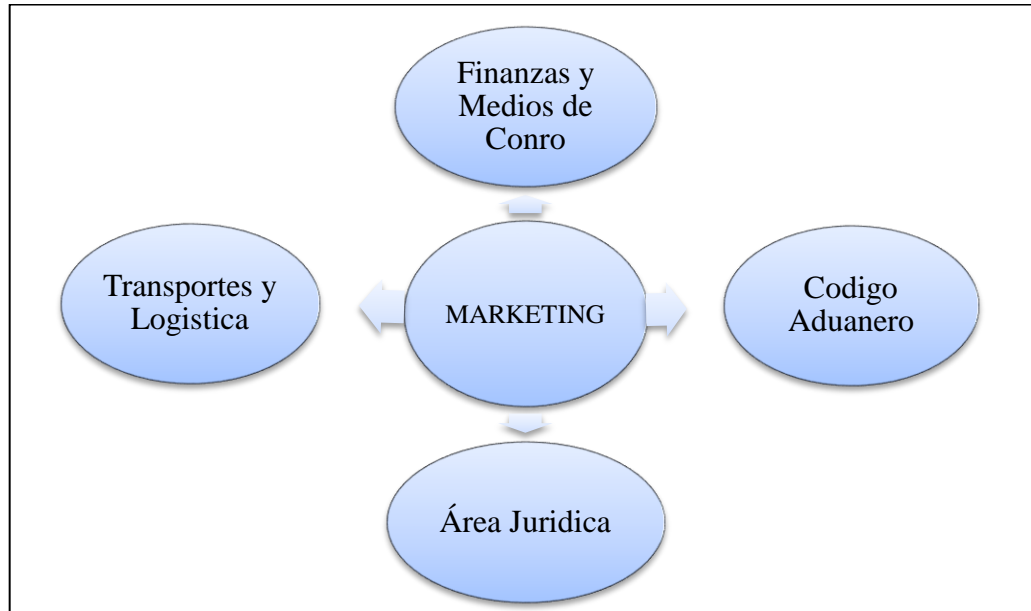 Finanzas y
Medios de
Conro
Transportes y
Logistica
MARKETING
Codigo
Aduanero
Área Juridica